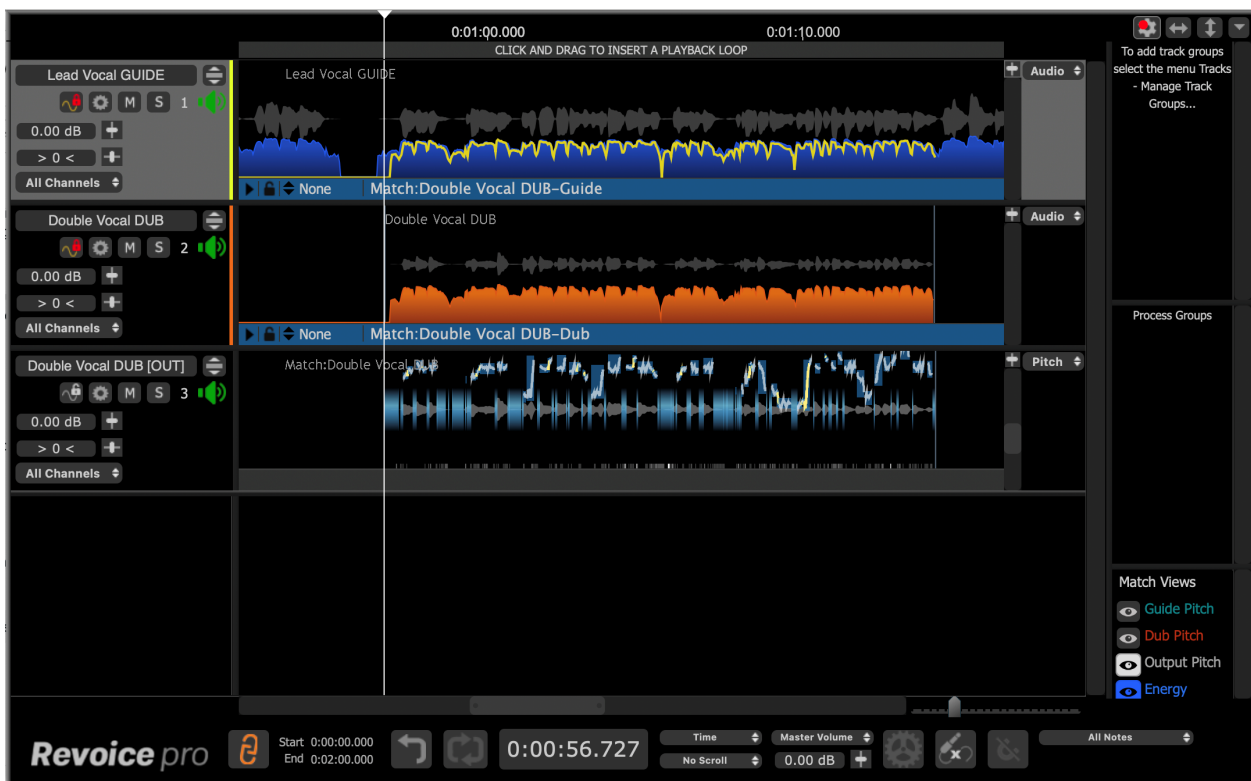 0:01:00.000
0:01:10.000
CLICK AND DRAG TO INSERT A PLAYBACK LOOP
To add track groups
select the menu Tracks
- Manage Track
Groups...
Lead Vocal GUIDE
M S 1
0.00 dB
> 0 <
All Channels
Lead Vocal GUIDE
Audio
None
Match:Double Vocal DUB-Guide
Double Vocal DUB
M S 2
0.00 dB
> 0 <
All Channels
Double Vocal DUB
Audio
None
Match:Double Vocal DUB-Dub
Process Groups
Double Vocal DUB [OUT]
M S 3
0.00 dB
> 0 <
All Channels
Match:Double Vocal DUB
Pitch
Match Views
Guide Pitch
Dub Pitch
Output Pitch
Energy
Revoice pro
Start 0:00:00.000
End 0:02:00.000
0:00:56.727
Time
No Scroll
Master Volume
0.00 dB
x
All Notes